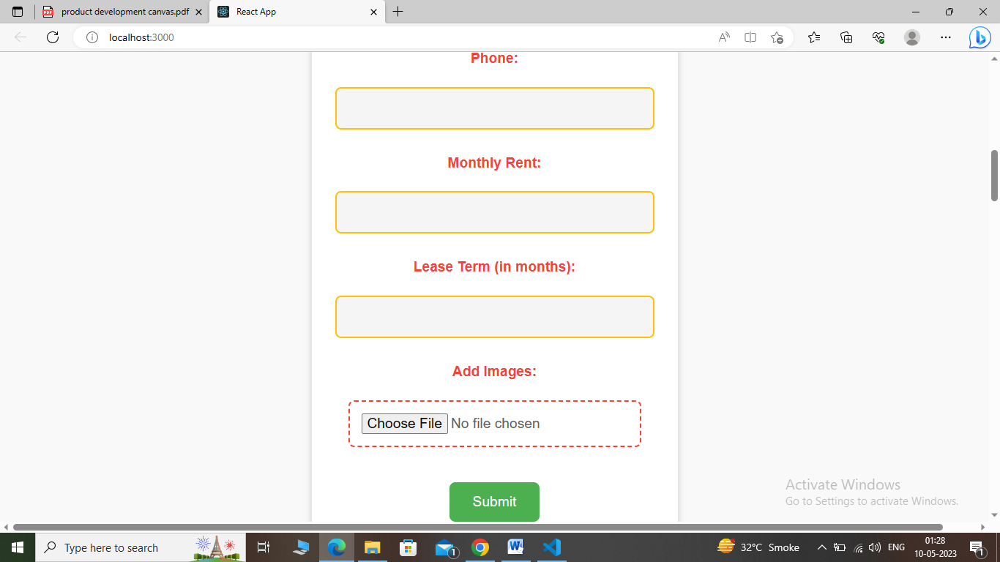 product development canvas.pdf
React App
localhost:3000
Phone:
Monthly Rent:
Lease Term (in months):
Add Images:
Choose File No file chosen
Submit
Activate Windows
Go to Settings to activate Windows.
Type here to search
1
32°C Smoke
ENG
01:28
10-05-2023
1